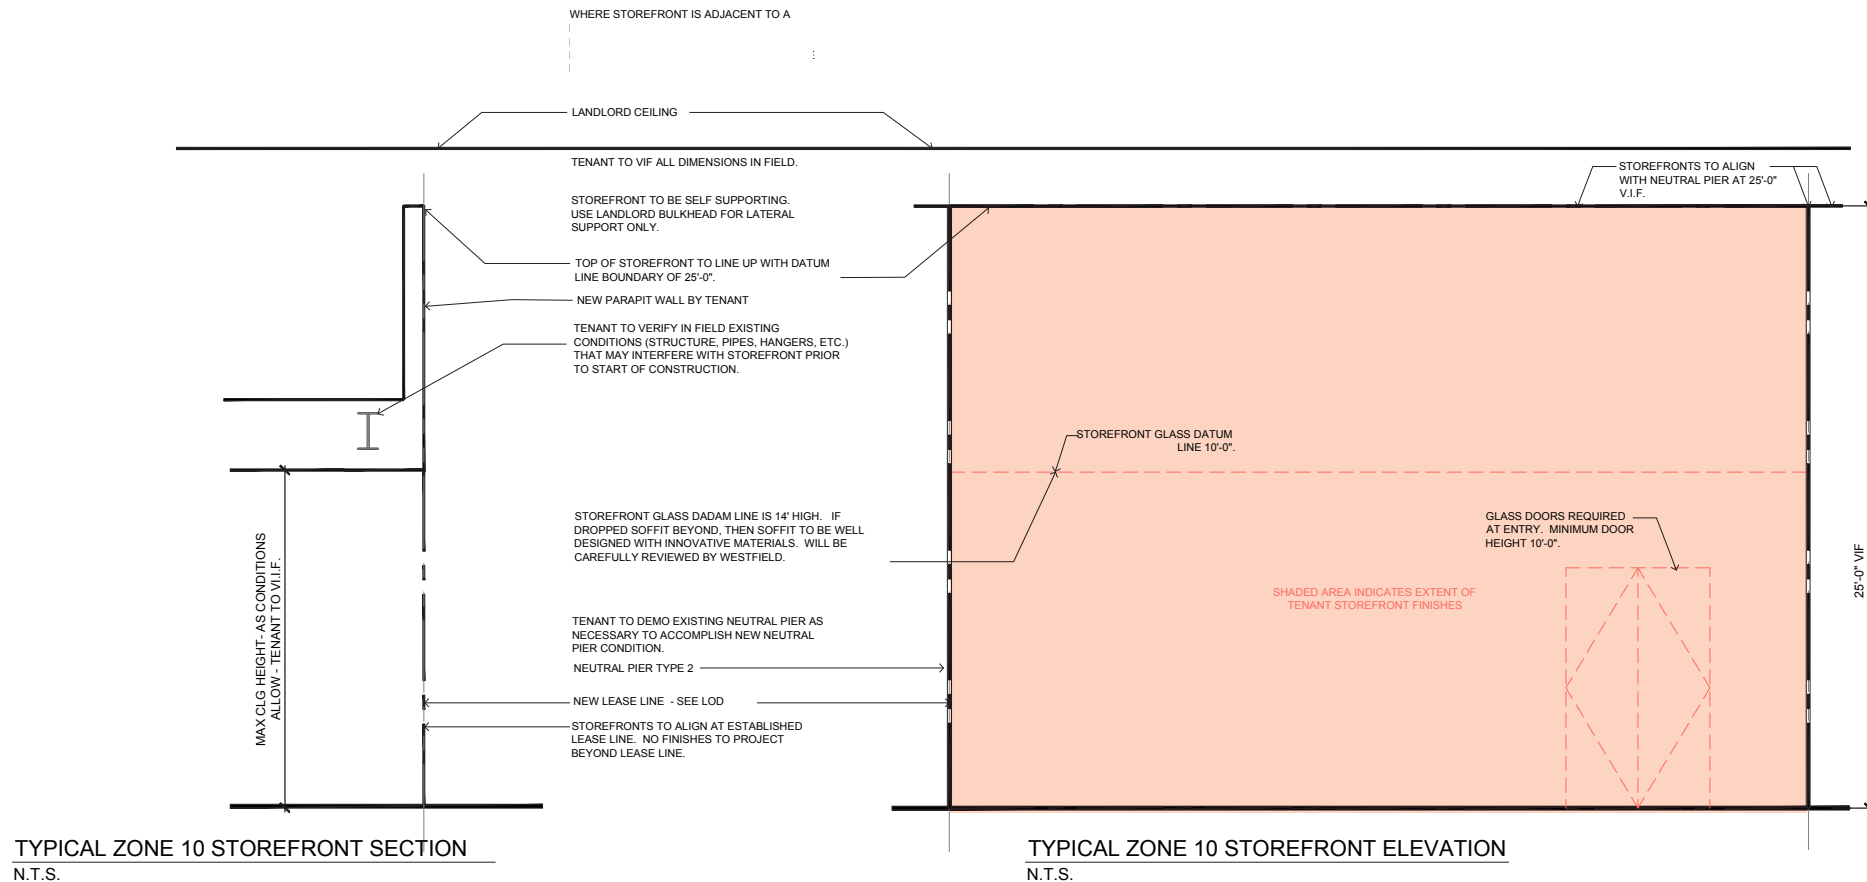 WHERE STOREFRONT IS ADJACENT TO A
LANDLORD CEILING
TENANT TO VIF ALL DIMENSIONS IN FIELD.
STOREFRONT TO BE SELF SUPPORTING.
USE LANDLORD BULKHEAD FOR LATERAL
SUPPORT ONLY.
TOP OF STOREFRONT TO LINE UP WITH DATUM
LINE BOUNDARY OF 25'-0".
NEW PARAPIT WALL BY TENANT
TENANT TO VERIFY IN FIELD EXISTING
CONDITIONS (STRUCTURE, PIPES, HANGERS, ETC.)
THAT MAY INTERFERE WITH STOREFRONT PRIOR
TO START OF CONSTRUCTION.
STOREFRONT GLASS DADAM LINE IS 14' HIGH.   IF
DROPPED SOFFIT BEYOND, THEN SOFFIT TO BE WELL
DESIGNED WITH INNOVATIVE MATERIALS.  WILL BE
CAREFULLY REVIEWED BY WESTFIELD.
TENANT TO DEMO EXISTING NEUTRAL PIER AS
NECESSARY TO ACCOMPLISH NEW NEUTRAL
PIER CONDITION.
NEUTRAL PIER TYPE 2
NEW LEASE LINE  - SEE LOD
STOREFRONTS TO ALIGN AT ESTABLISHED
LEASE LINE.  NO FINISHES TO PROJECT
BEYOND LEASE LINE.
MAX CLG HEIGHT- AS CONDITIONS
ALLOW - TENANT TO VI.I.F.
TYPICAL ZONE 10 STOREFRONT SECTION
N.T.S.
STOREFRONTS TO ALIGN
WITH NEUTRAL PIER AT 25'-0"
V.I.F.
STOREFRONT GLASS DATUM
LINE 10'-0".
GLASS DOORS REQUIRED
AT ENTRY.  MINIMUM DOOR
HEIGHT 10'-0".
SHADED AREA INDICATES EXTENT OF
TENANT STOREFRONT FINISHES
25'-0" VIF
TYPICAL ZONE 10 STOREFRONT ELEVATION
N.T.S.